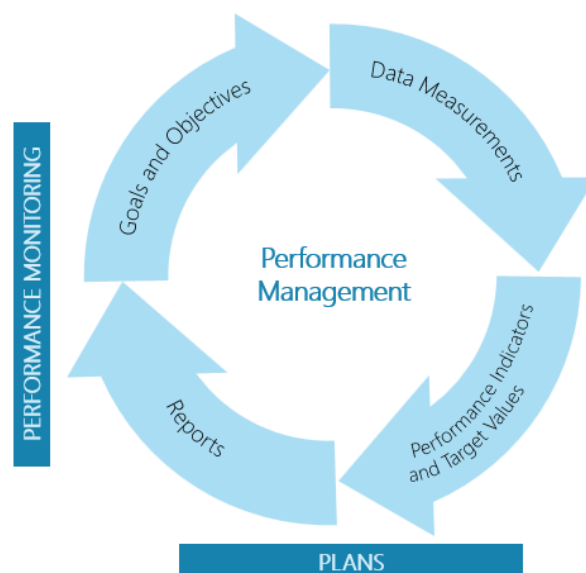 Goals and Objectives
Data Measurements
PERFORMANCE MONITORING
Performance
Management
Performance Indicators
and Target Values
Reports
PLANS